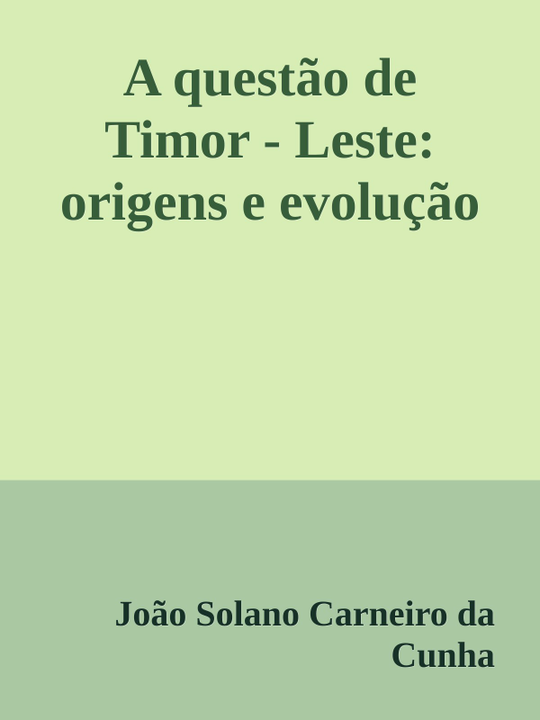 A questão de
Timor - Leste:
origens e evolução
João Solano Carneiro da
Cunha